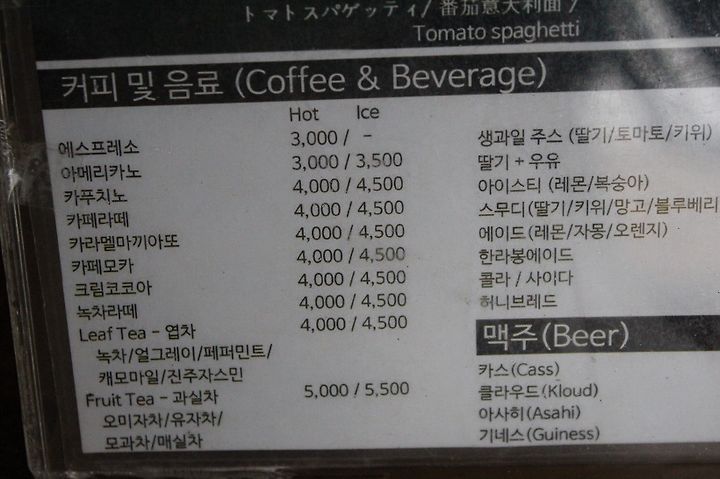 トマトスパゲッティ/ 番茄意大利面 /
Tomato spaghetti
커피 및 음료 (Coffee & Beverage)
Hot Ice
에스프레소 3,000 / -
아메리카노 3,000 / 3,500
카푸치노 4,000 / 4,500
카페라떼 4,000 / 4,500
카라멜마끼아또 4,000 / 4,500
카페모카 4,000 / 4,500
크림코코아 4,000 / 4,500
녹차라떼 4,000 / 4,500
Leaf Tea - 엽차 4,000 / 4,500
녹차/얼그레이/페퍼민트/
캐모마일/진주자스민
Fruit Tea - 과실차 5,000 / 5,500
오미자차/유자차/
모과차/매실차
생과일 주스 (딸기/토마토/키위)
딸기 + 우유
아이스티 (레몬/복숭아)
스무디(딸기/키위/망고/블루베리
에이드(레몬/자몽/오렌지)
한라봉에이드
콜라 / 사이다
허니브레드
맥주(Beer)
카스(Cass)
클라우드(Kloud)
아사히(Asahi)
기네스(Guiness)